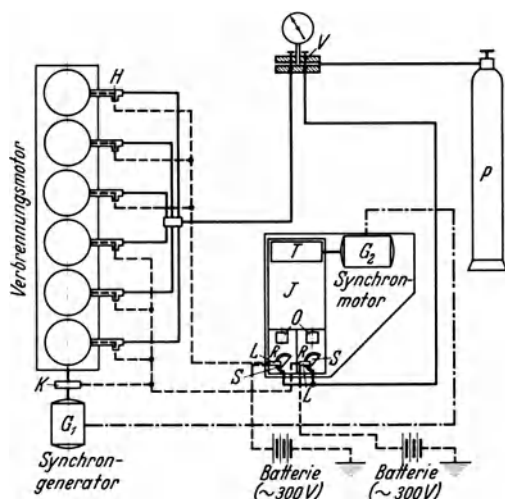 H
V
Verbrennungsmotor
P
T
G2
Synchron-
motor
J
O
L
R
R
S
S
L
K
G1
Synchron-
generator
Batterie
(~300V)
Batterie
(~300V)